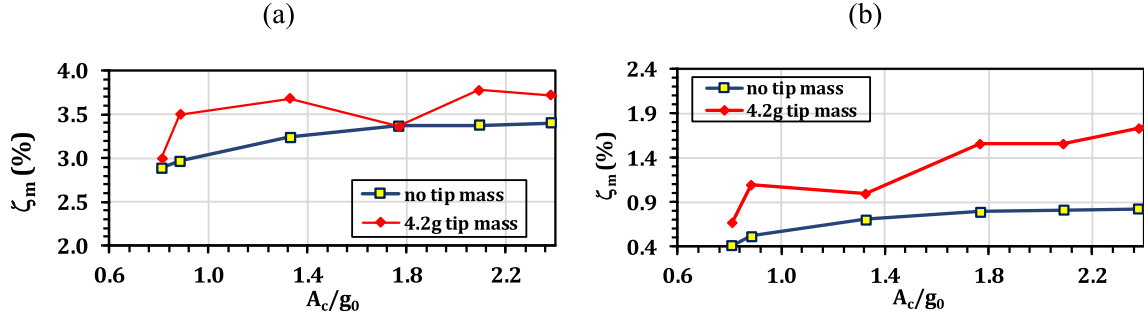 (a)
4.0
3.5
3.0
2.5
2.0
ζm (%)
no tip mass
4.2g tip mass
0.6 1.0 1.4 1.8 2.2
Ac/g0
(b)
2.4
1.9
1.4
0.9
0.4
ζm (%)
no tip mass
4.2g tip mass
0.6 1.0 1.4 1.8 2.2
Ac/g0